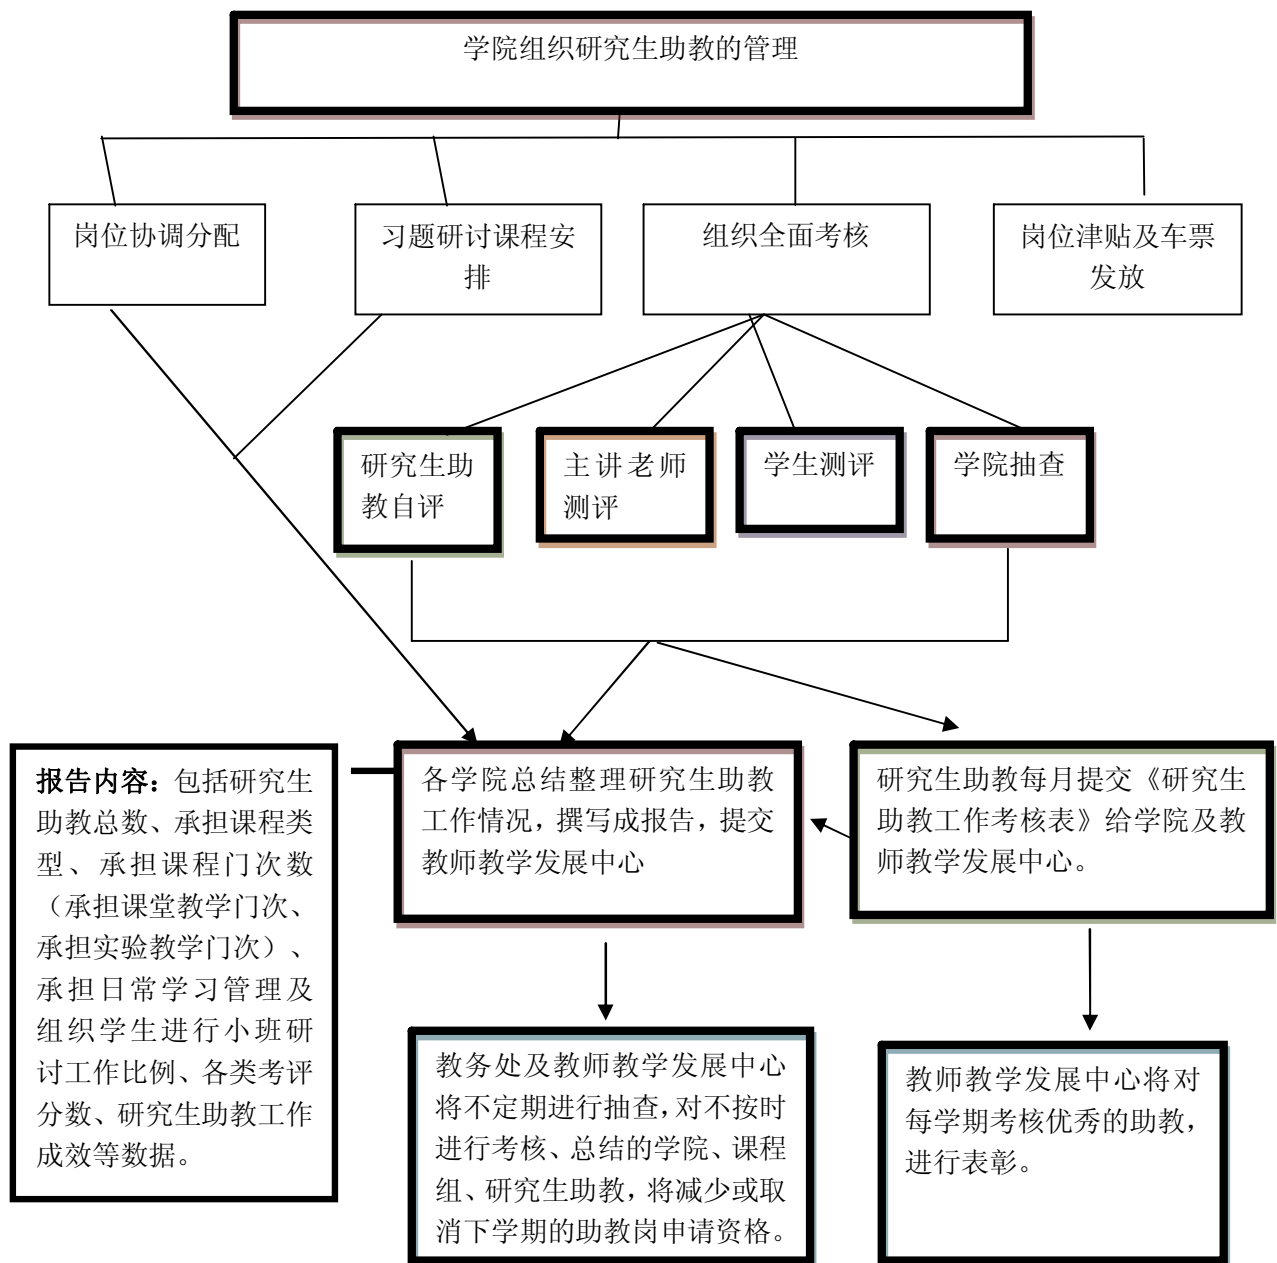 学院组织研究生助教的管理
岗位协调分配
习题研讨课程安
排
组织全面考核
岗位津贴及车票
发放
研究生助
教自评
主讲老师
测评
学生测评
学院抽查
报告内容：包括研究生
助教总数、承担课程类
型、承担课程门次数
（承担课堂教学门次、
承担实验教学门次）、
承担日常学习管理及
组织学生进行小班研
讨工作比例、各类考评
分数、研究生助教工作
成效等数据。
各学院总结整理研究生助教
工作情况，撰写成报告，提交
教师教学发展中心
研究生助教每月提交《研究生
助教工作考核表》给学院及教
师教学发展中心。
教务处及教师教学发展中心
将不定期进行抽查，对不按时
进行考核、总结的学院、课程
组、研究生助教，将减少或取
消下学期的助教岗申请资格。
教师教学发展中心将对
每学期考核优秀的助教，
进行表彰。